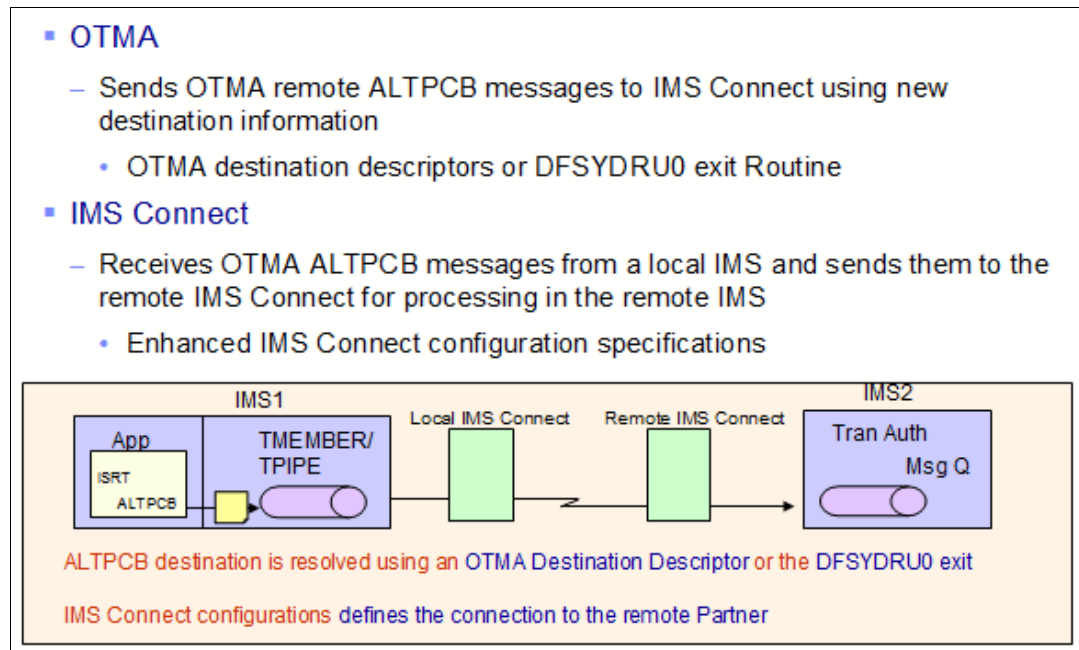 ▪ OTMA
– Sends OTMA remote ALTPCB messages to IMS Connect using new
destination information
• OTMA destination descriptors or DFSYDRU0 exit Routine
▪ IMS Connect
– Receives OTMA ALTPCB messages from a local IMS and sends them to the
remote IMS Connect for processing in the remote IMS
• Enhanced IMS Connect configuration specifications
IMS1
IMS2
Local IMS Connect
Remote IMS Connect
App
ISRT
ALTPCB
TMEMBER/
TPIPE
Tran Auth
Msg Q
ALTPCB destination is resolved using an OTMA Destination Descriptor or the DFSYDRU0 exit
IMS Connect configurations defines the connection to the remote Partner